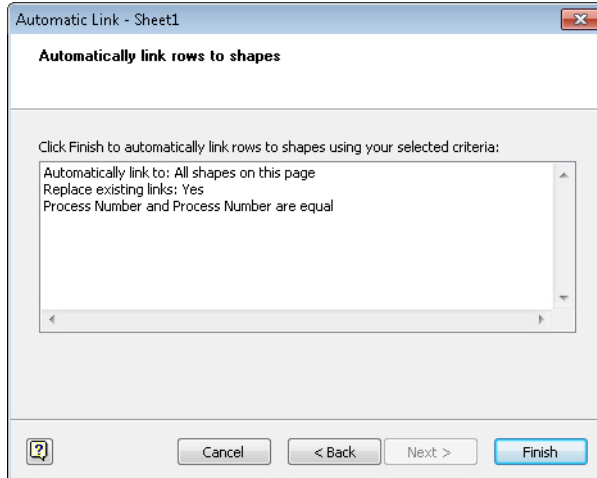 Automatic Link - Sheet1
Automatically link rows to shapes
Click Finish to automatically link rows to shapes using your selected criteria:
Automatically link to: All shapes on this page
Replace existing links: Yes
Process Number and Process Number are equal
Cancel
< Back
Next >
Finish